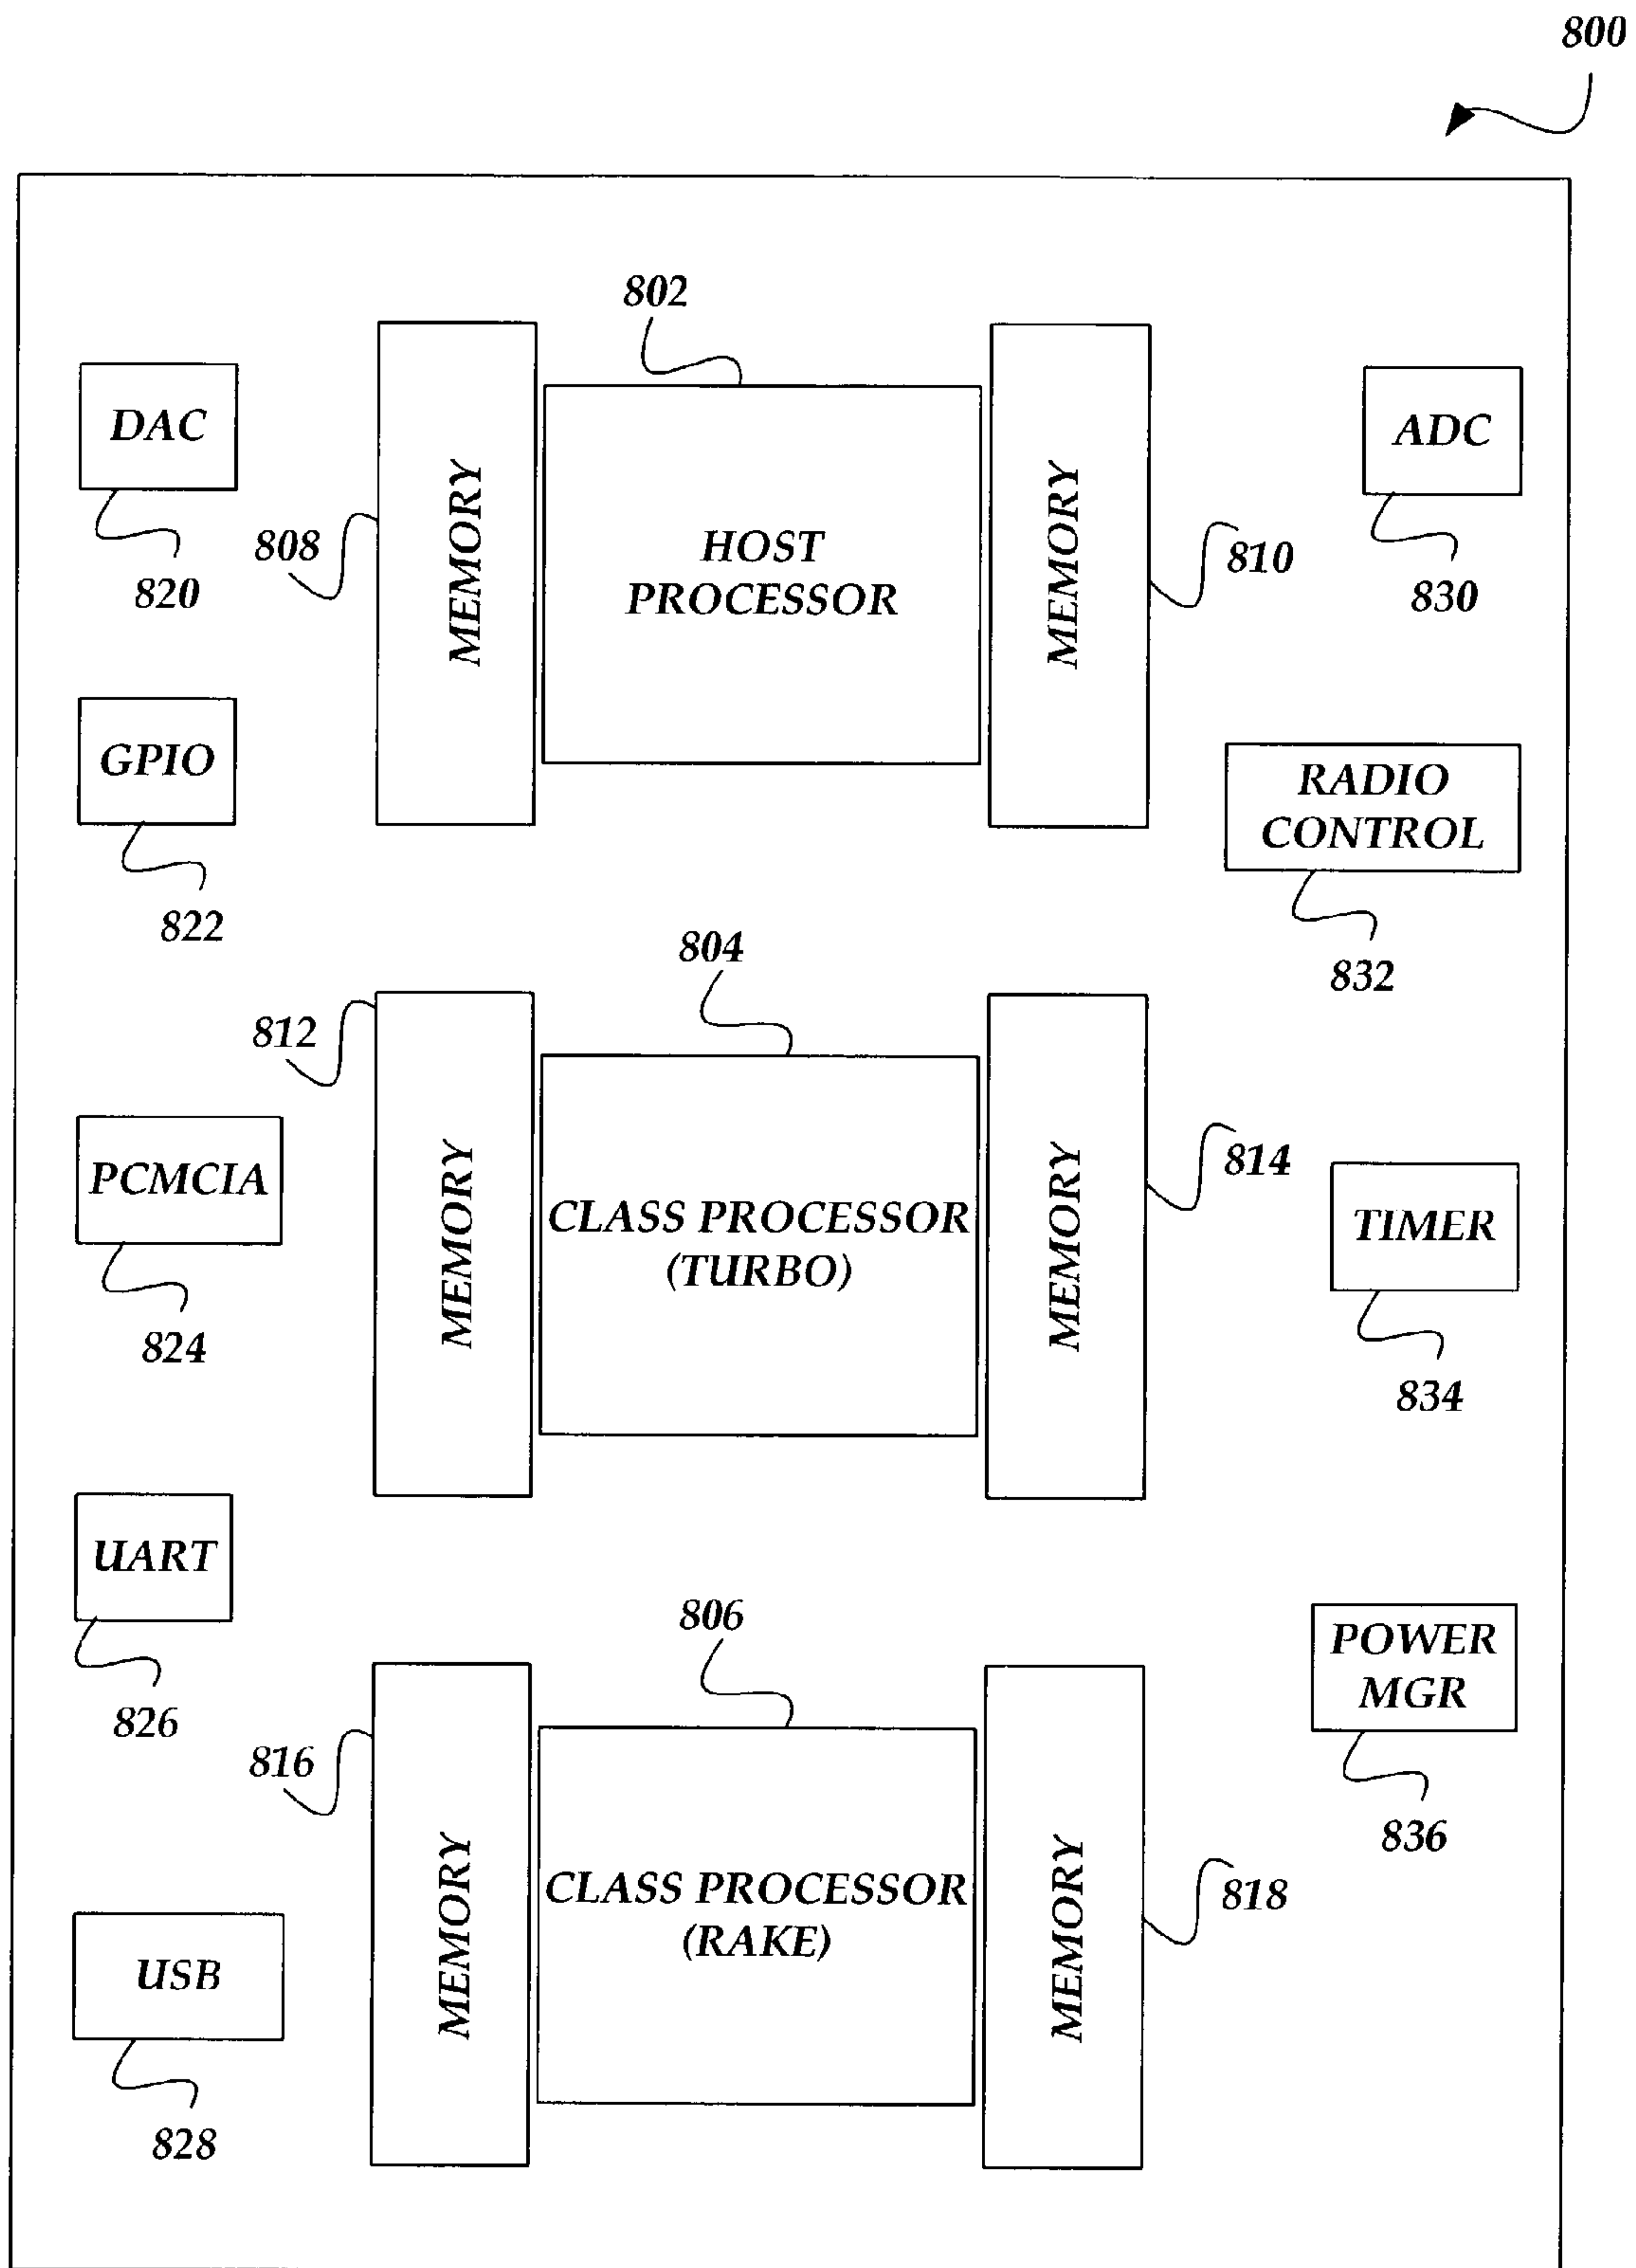 800
802
DAC
MEMORY
HOST
PROCESSOR
MEMORY
ADC
808
810
820
830
GPIO
RADIO
CONTROL
822
832
804
812
MEMORY
CLASS PROCESSOR
(TURBO)
MEMORY
814
PCMCIA
TIMER
824
834
UART
826
806
POWER
MGR
836
816
MEMORY
CLASS PROCESSOR
(RAKE)
MEMORY
818
USB
828